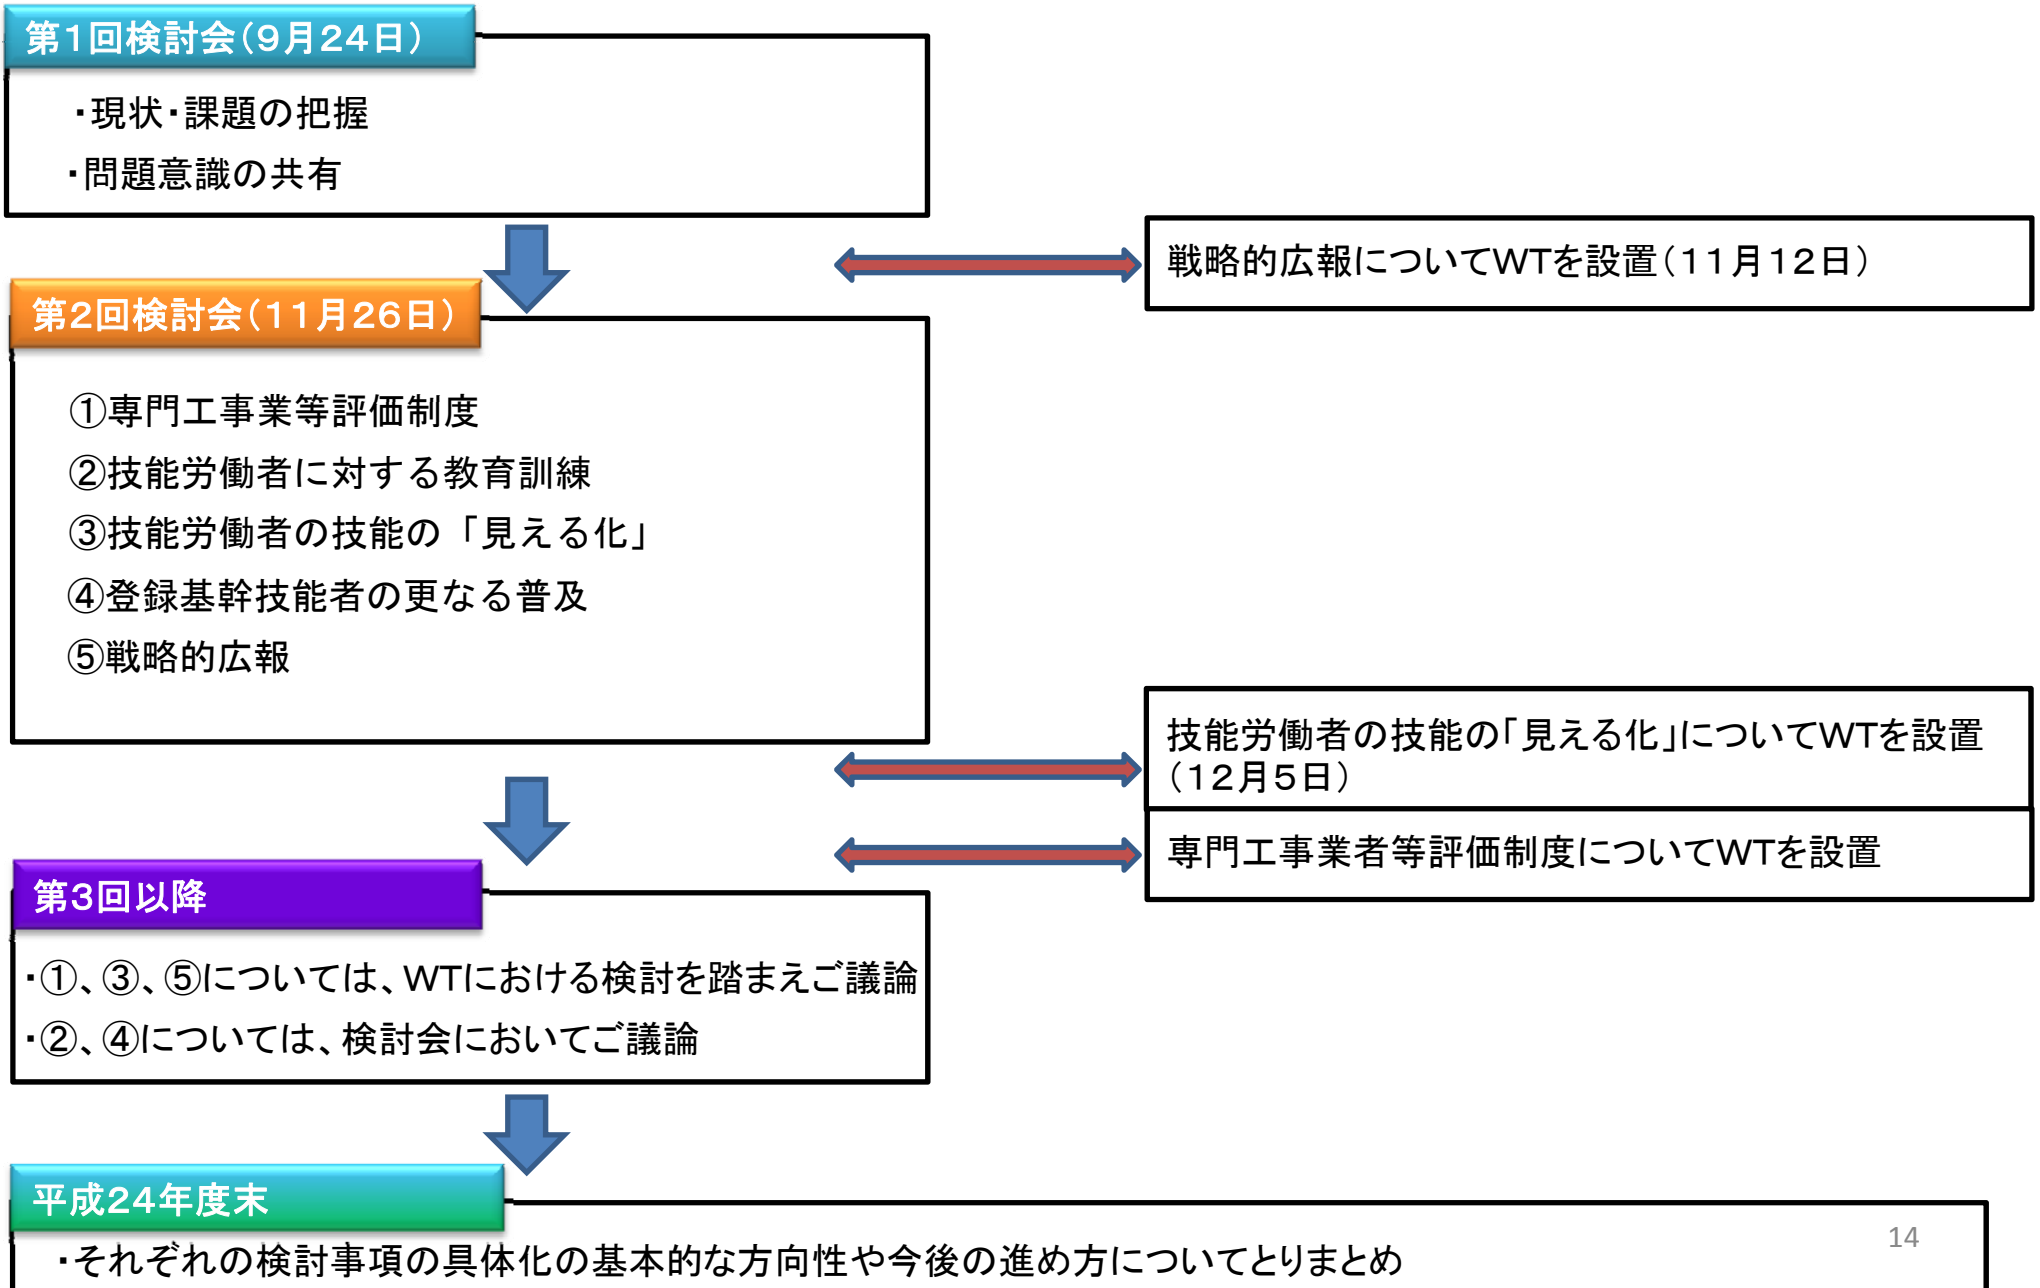 第1回検討会(9月24日)
・現状・課題の把握
・問題意識の共有
戦略的広報についてWTを設置(11月12日)
第2回検討会(11月26日)
①専門工事業等評価制度
②技能労働者に対する教育訓練
③技能労働者の技能の「見える化」
④登録基幹技能者の更なる普及
⑤戦略的広報
技能労働者の技能の「見える化」についてWTを設置
(12月5日)
専門工事業者等評価制度についてWTを設置
第3回以降
・①、③、⑤については、WTにおける検討を踏まえご議論
・②、④については、検討会においてご議論
平成24年度末
・それぞれの検討事項の具体化の基本的な方向性や今後の進め方についてとりまとめ
14